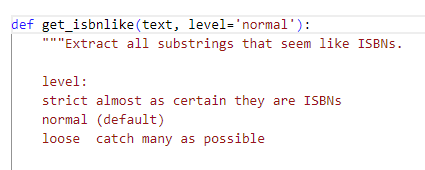 def get_isbnlike(text, level='normal'):
    """Extract all substrings that seem like ISBNs.

    level:
    strict almost as certain they are ISBNs
    normal (default)
    loose  catch many as possible